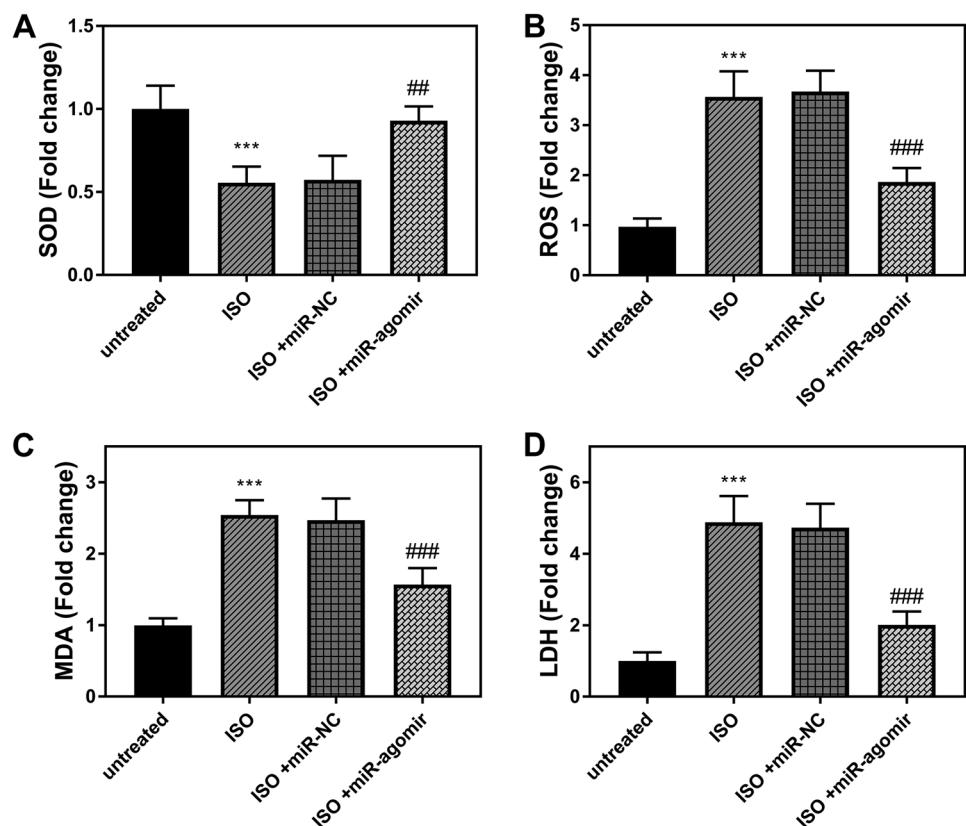 A
SOD (Fold change)
1.5
1.0
0.5
0.0
***
##
untreated
ISO
ISO +miR-NC
ISO +miR-agomir
B
ROS (Fold change)
5
4
3
2
1
0
***
###
untreated
ISO
ISO +miR-NC
ISO +miR-agomir
C
MDA (Fold change)
3
2
1
0
***
###
untreated
ISO
ISO +miR-NC
ISO +miR-agomir
D
LDH (Fold change)
6
4
2
0
***
###
untreated
ISO
ISO +miR-NC
ISO +miR-agomir